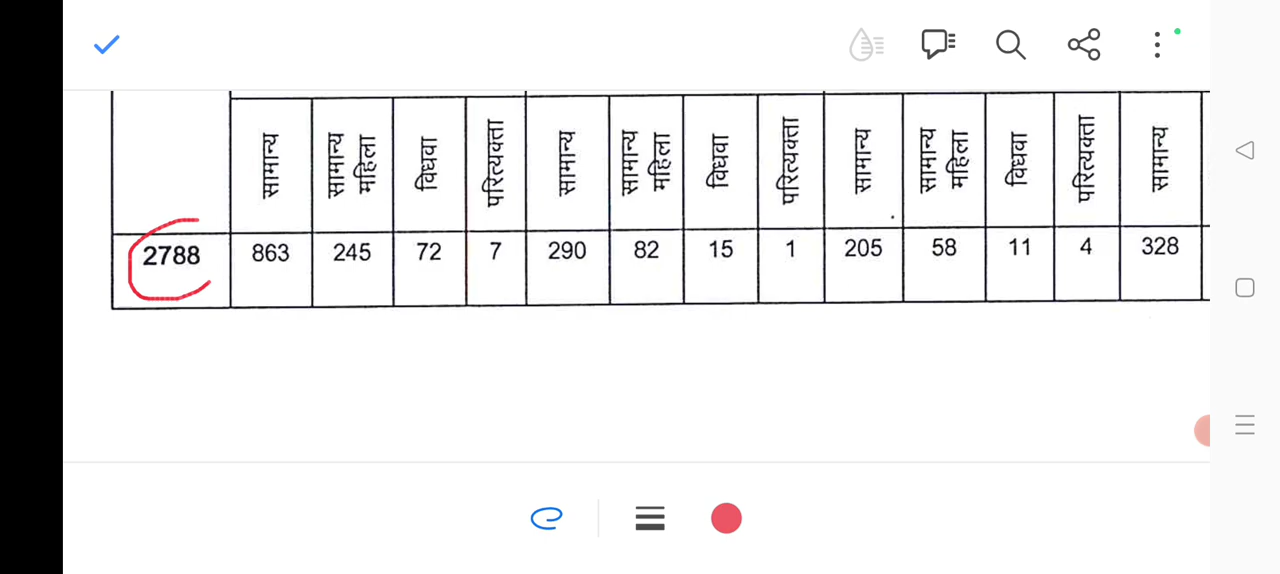 सामान्य सामान्य महिला विधवा परित्यक्ता सामान्य सामान्य महिला विधवा परित्यक्ता सामान्य सामान्य महिला विधवा परित्यक्ता सामान्य
2788 863 245 72 7 290 82 15 1 205 58 11 4 328